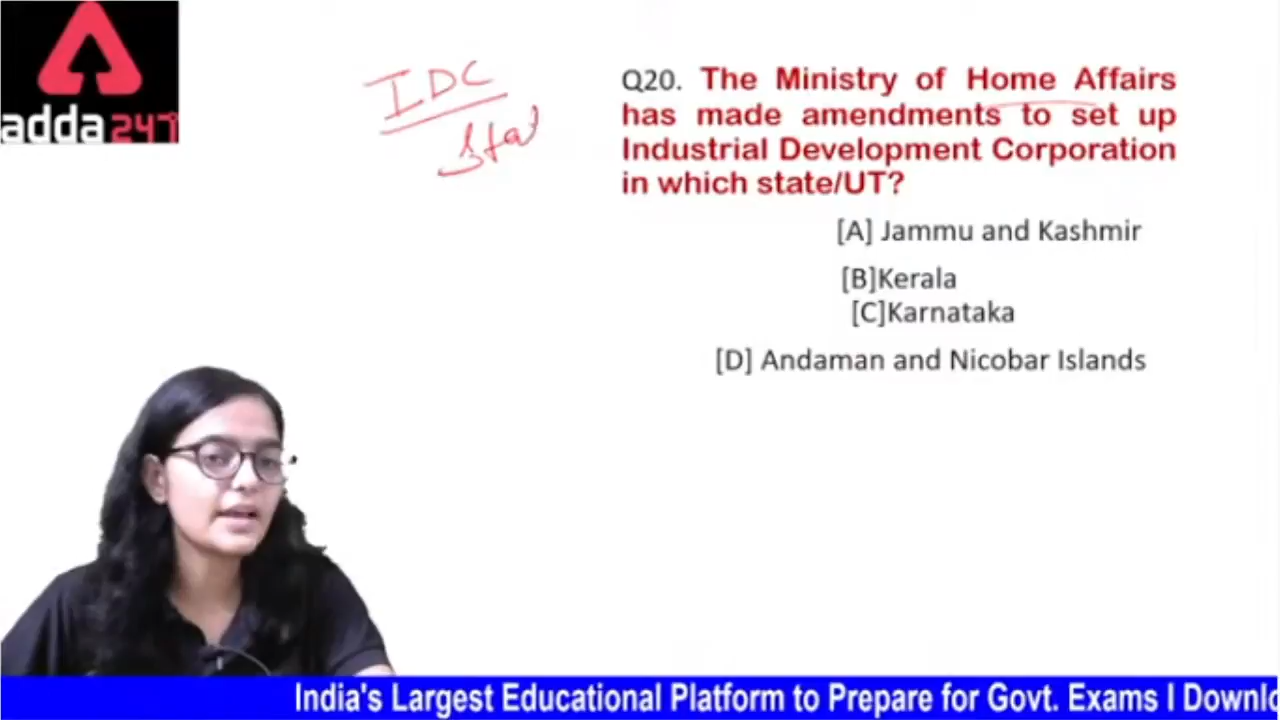 adda247
IDC
Q20. The Ministry of Home Affairs
has made amendments to set up
Industrial Development Corporation
in which state/UT?
[A] Jammu and Kashmir
[B]Kerala
[C]Karnataka
[D] Andaman and Nicobar Islands
India's Largest Educational Platform to Prepare for Govt. Exams I